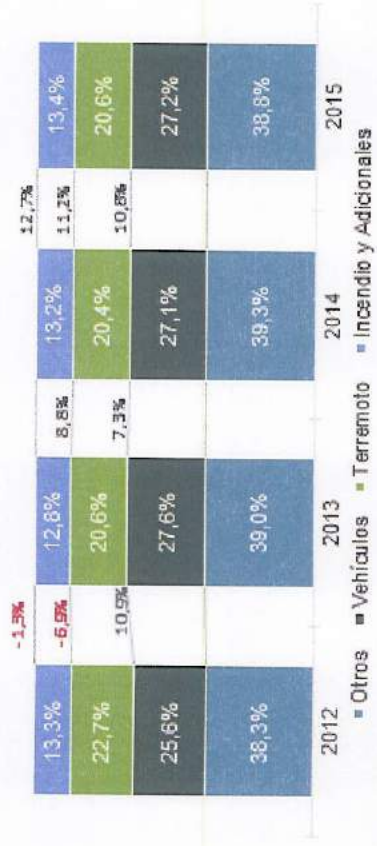 -1,3% 12,7%
-6,9% 8,8% 11,2%
10,9% 7,3% 10,8%
13,3% 12,8% 13,2% 13,4%
22,7% 20,6% 20,4% 20,6%
25,6% 27,6% 27,1% 27,2%
38,3% 39,0% 39,3% 38,8%
2012 2013 2014 2015
Otros Vehículos Terremoto Incendio y Adicionales